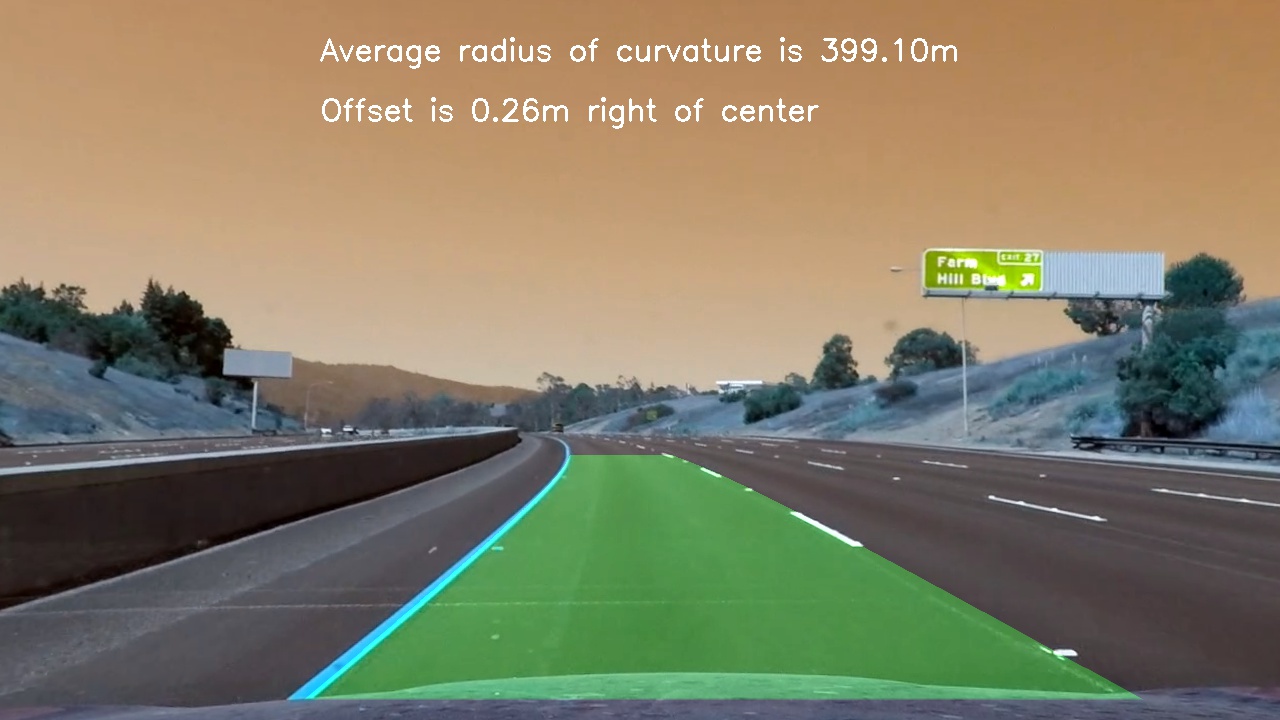 Average radius of curvature is 399.10m
Offset is 0.26m right of center
EXIT 27
Farm
Hill Blvd